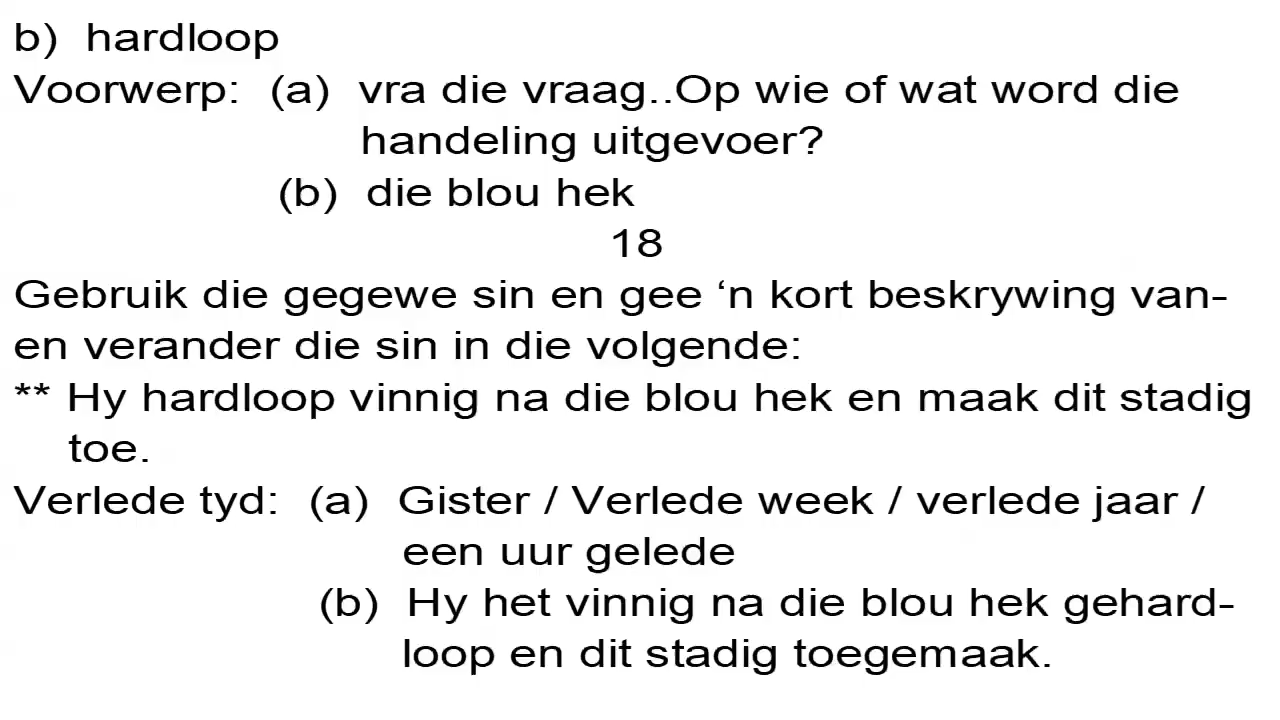 b) hardloop
Voorwerp: (a) vra die vraag..Op wie of wat word die
handeling uitgevoer?
(b) die blou hek
18
Gebruik die gegewe sin en gee ‘n kort beskrywing van-
en verander die sin in die volgende:
** Hy hardloop vinnig na die blou hek en maak dit stadig
toe.
Verlede tyd: (a) Gister / Verlede week / verlede jaar /
een uur gelede
(b) Hy het vinnig na die blou hek gehard-
loop en dit stadig toegemaak.